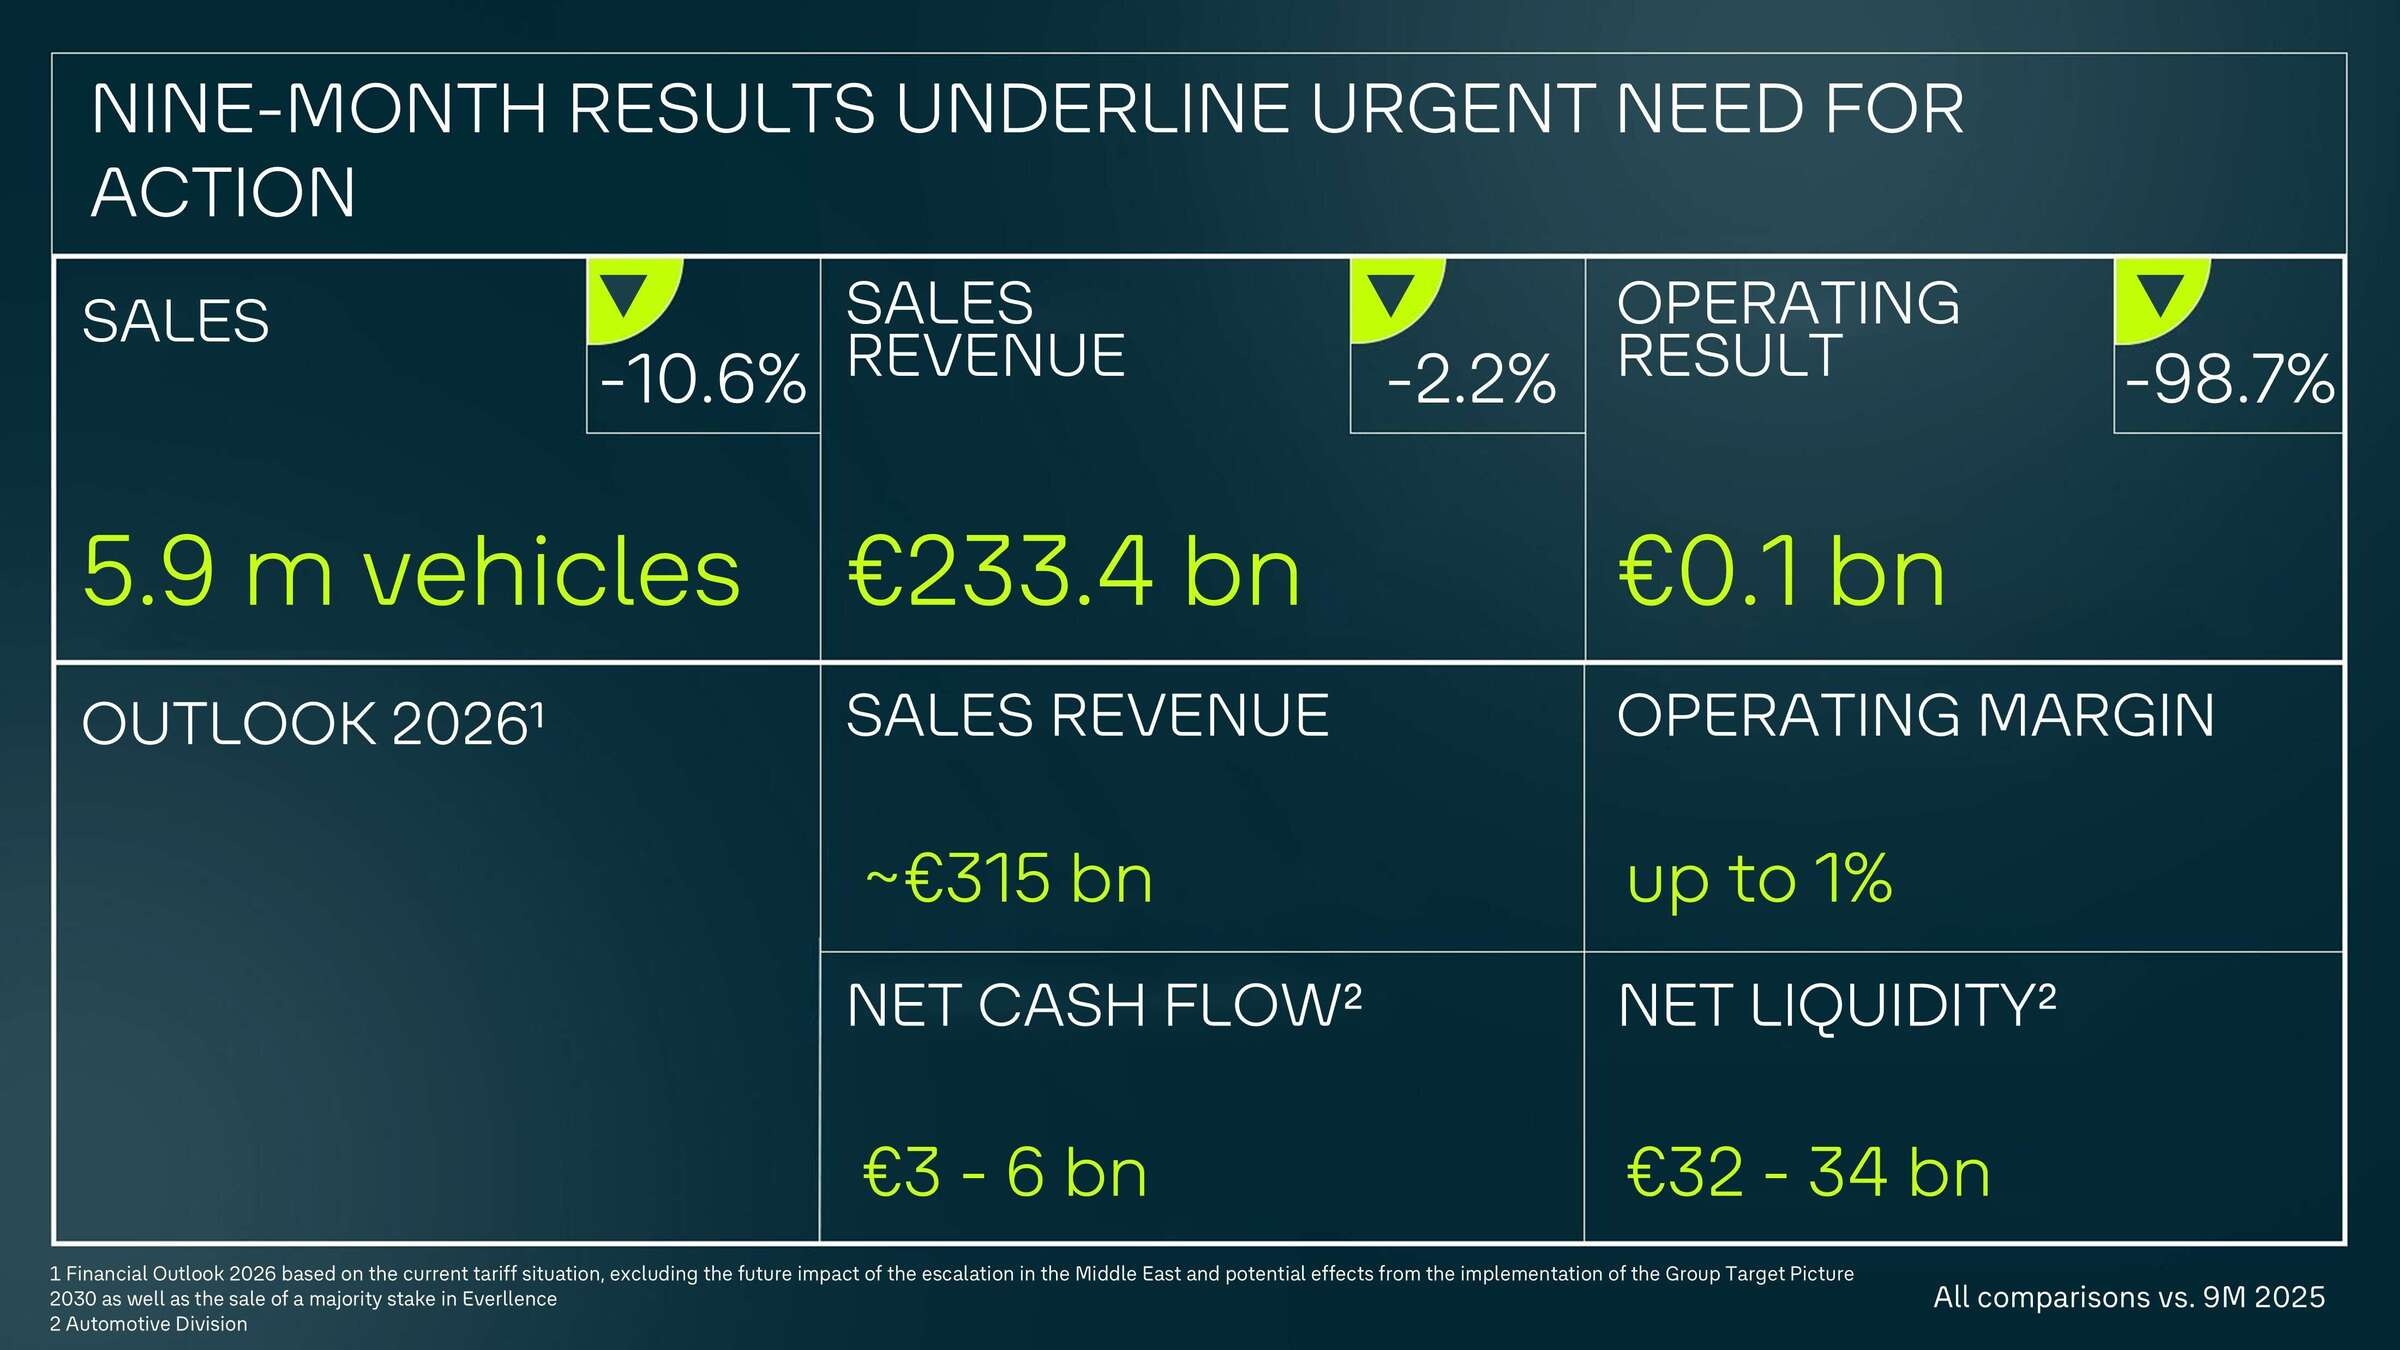 NINE-MONTH RESULTS UNDERLINE URGENT NEED FOR
ACTION
SALES
-10.6%
5.9 m vehicles
SALES
REVENUE
-2.2%
€233.4 bn
OPERATING
RESULT
-98.7%
€0.1 bn
OUTLOOK 2026¹
SALES REVENUE
~€315 bn
OPERATING MARGIN
up to 1%
NET CASH FLOW²
€3 - 6 bn
NET LIQUIDITY²
€32 - 34 bn
1 Financial Outlook 2026 based on the current tariff situation, excluding the future impact of the escalation in the Middle East and potential effects from the implementation of the Group Target Picture
2030 as well as the sale of a majority stake in Everllence
2 Automotive Division
All comparisons vs. 9M 2025